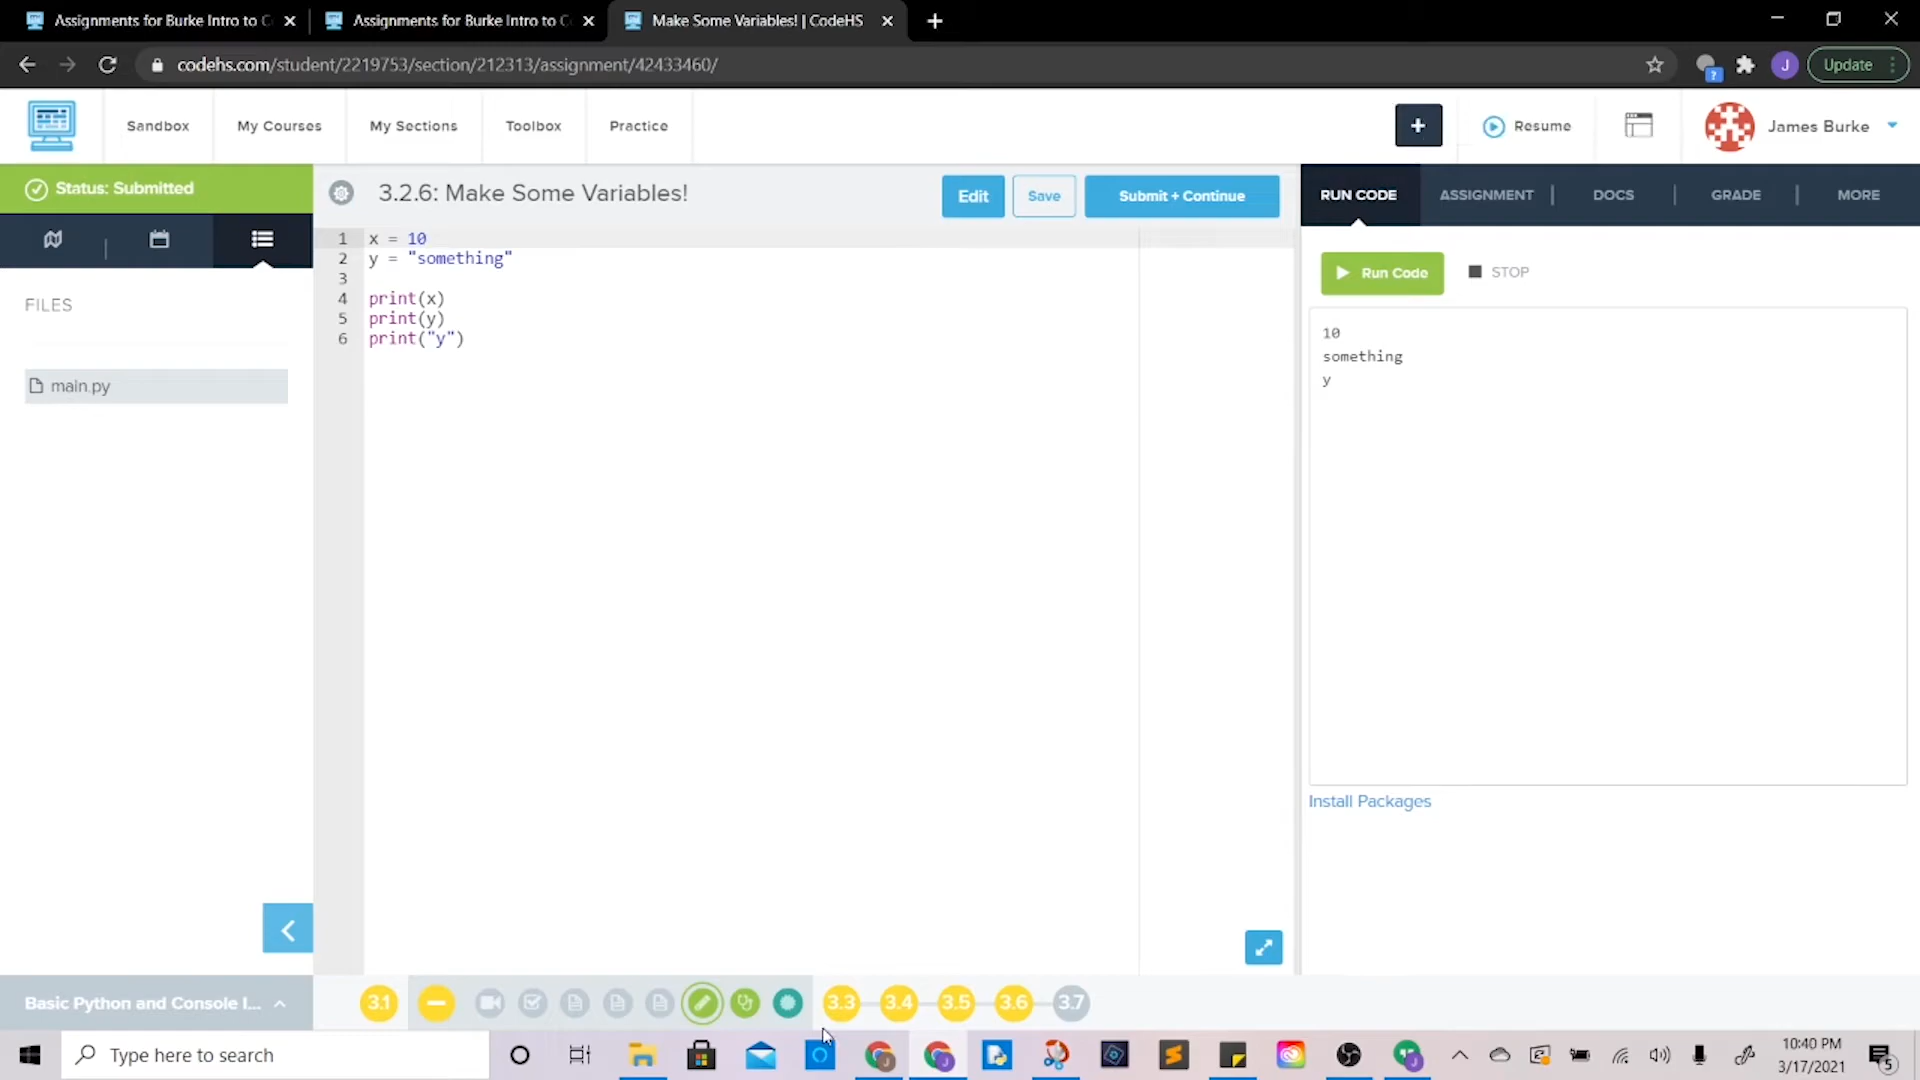 Assignments for Burke Intro to C
Assignments for Burke Intro to C
Make Some Variables! | CodeHS
codehs.com/student/2219753/section/212313/assignment/42433460/
J
Update
Sandbox
My Courses
My Sections
Toolbox
Practice
+
Resume
James Burke
Status: Submitted
3.2.6: Make Some Variables!
Edit
Save
Submit + Continue
RUN CODE
ASSIGNMENT
DOCS
GRADE
MORE
FILES
main.py
1 x = 10
2 y = "something"
3
4 print(x)
5 print(y)
6 print("y")
Run Code
STOP
10
something
y
Install Packages
Basic Python and Console I...
3.1
3.3
3.4
3.5
3.6
3.7
Type here to search
10:40 PM
3/17/2021
5